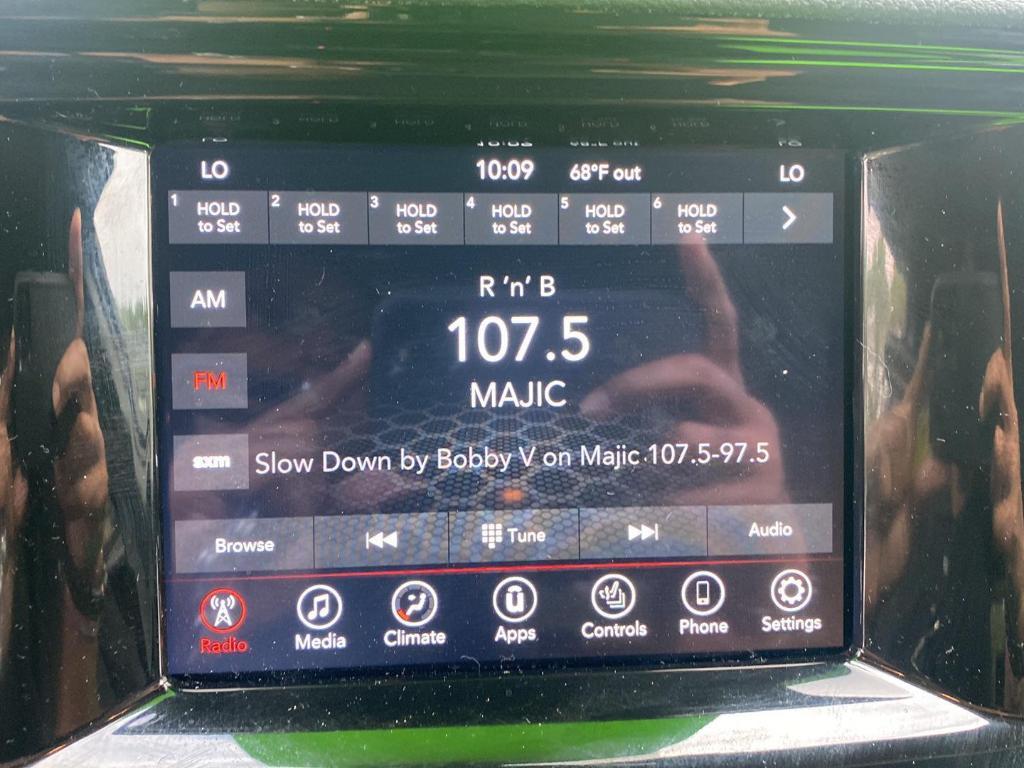 LO 10:09 68°F out LO
1 HOLD to Set 2 HOLD to Set 3 HOLD to Set 4 HOLD to Set 5 HOLD to Set 6 HOLD to Set
AM
R 'n' B
107.5
FM
MAJIC
sxm
Slow Down by Bobby V on Majic 107.5-97.5
Browse Tune Audio
Radio Media Climate Apps Controls Phone Settings